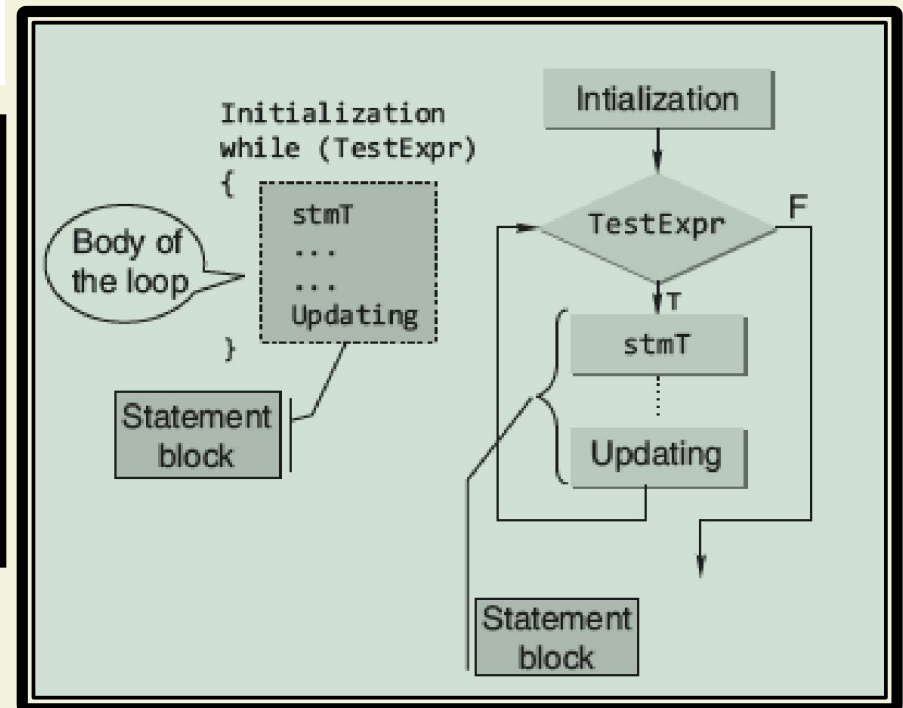 Initialization
while (TestExpr)
{
stmT
...
...
Updating
}
Body of
the loop
Statement
block
Intialization
TestExpr
F
T
stmT
Updating
Statement
block